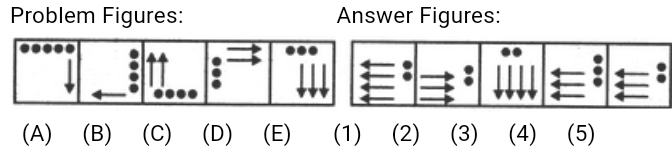 Problem Figures: Answer Figures:
(A) (B) (C) (D) (E) (1) (2) (3) (4) (5)